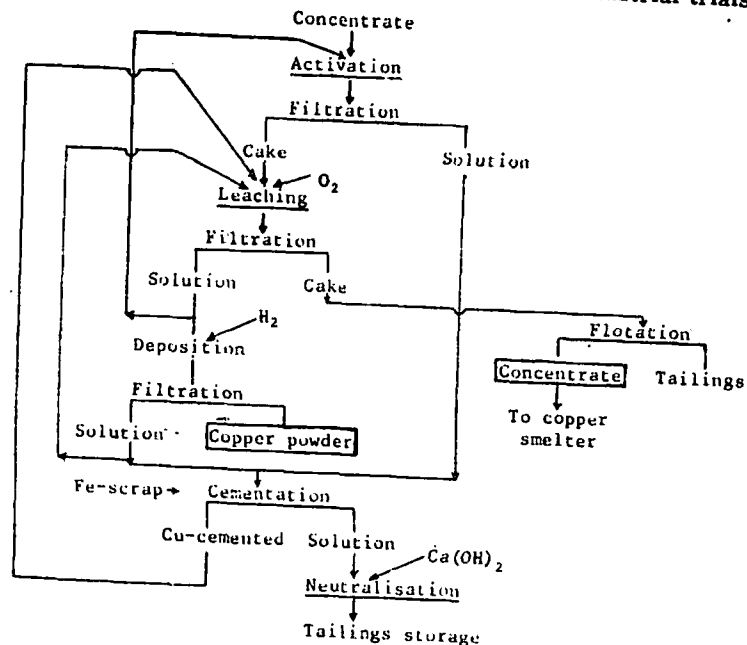 trials
Concentrate
Activation
Filtration
Cake
Solution
O₂
Leaching
Filtration
Solution
Cake
H₂
Flotation
Deposition
Concentrate
Tailings
Filtration
To copper
smelter
Solution
Copper powder
Fe-scrap
Cementation
Cu-cemented
Solution
Ca(OH)₂
Neutralisation
Tailings storage